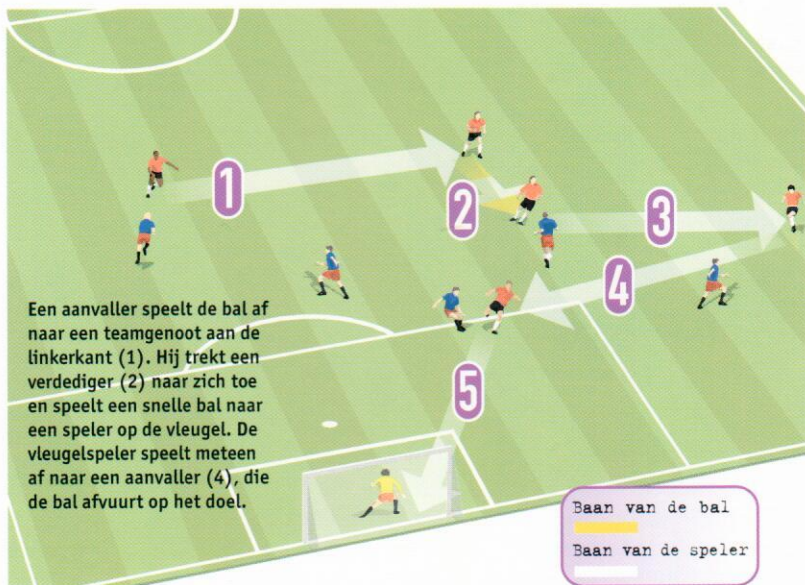 1
2
3
4
5
Een aanvaller speelt de bal af
naar een teamgenoot aan de
linkerkant (1). Hij trekt een
verdediger (2) naar zich toe
en speelt een snelle bal naar
een speler op de vleugel. De
vleugelspeler speelt meteen
af naar een aanvaller (4), die
de bal afvuurt op het doel.
Baan van de bal
Baan van de speler